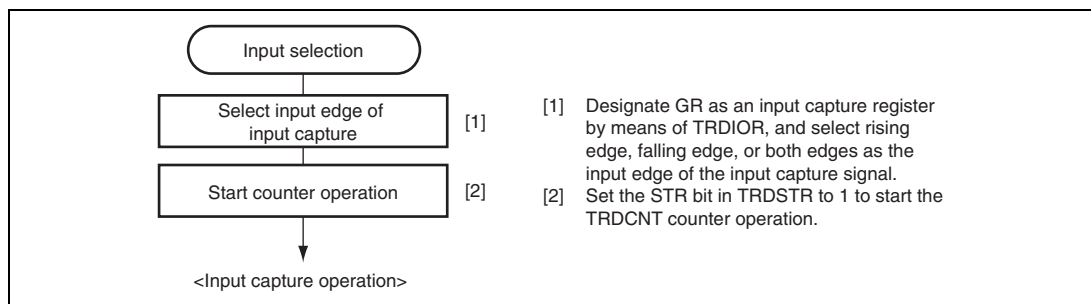 Input selection
Select input edge of
input capture
[1]
Start counter operation
[2]
<Input capture operation>
[1] Designate GR as an input capture register
by means of TRDIOR, and select rising
edge, falling edge, or both edges as the
input edge of the input capture signal.
[2] Set the STR bit in TRDSTR to 1 to start the
TRDCNT counter operation.